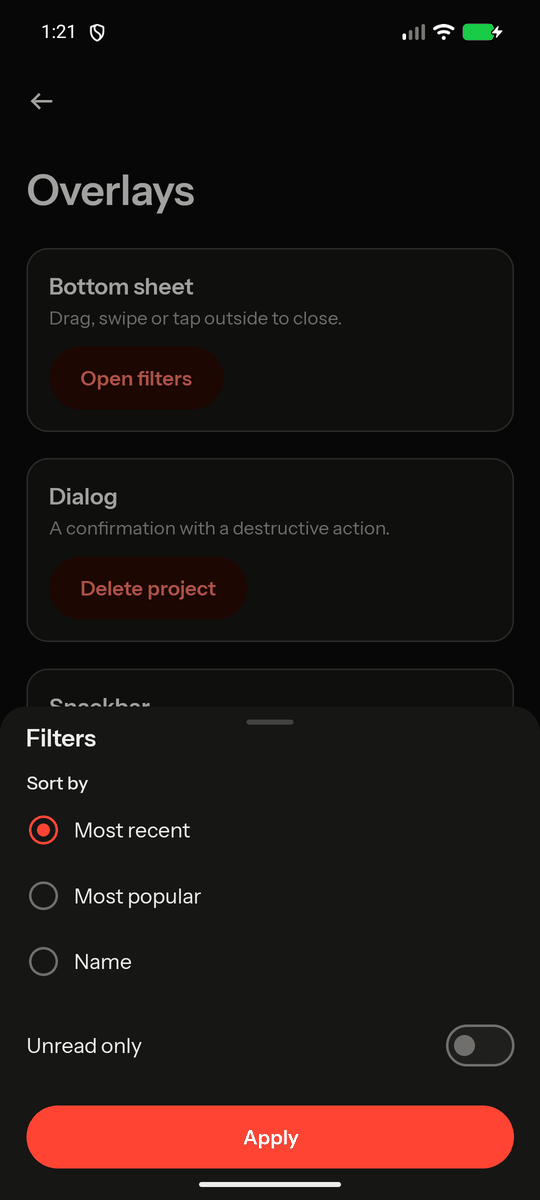 1:21
Overlays
Bottom sheet
Drag, swipe or tap outside to close.
Open filters
Dialog
A confirmation with a destructive action.
Delete project
Snackbar
Filters
Sort by
Most recent
Most popular
Name
Unread only
Apply